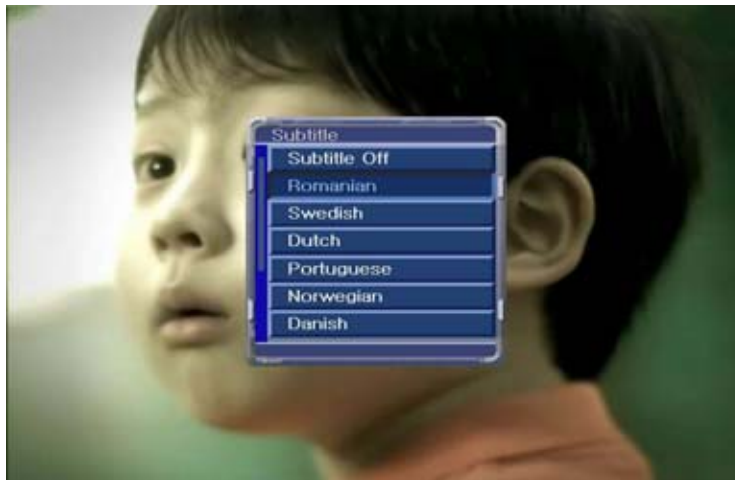 Subtitle
Subtitle Off
Romanian
Swedish
Dutch
Portuguese
Norwegian
Danish